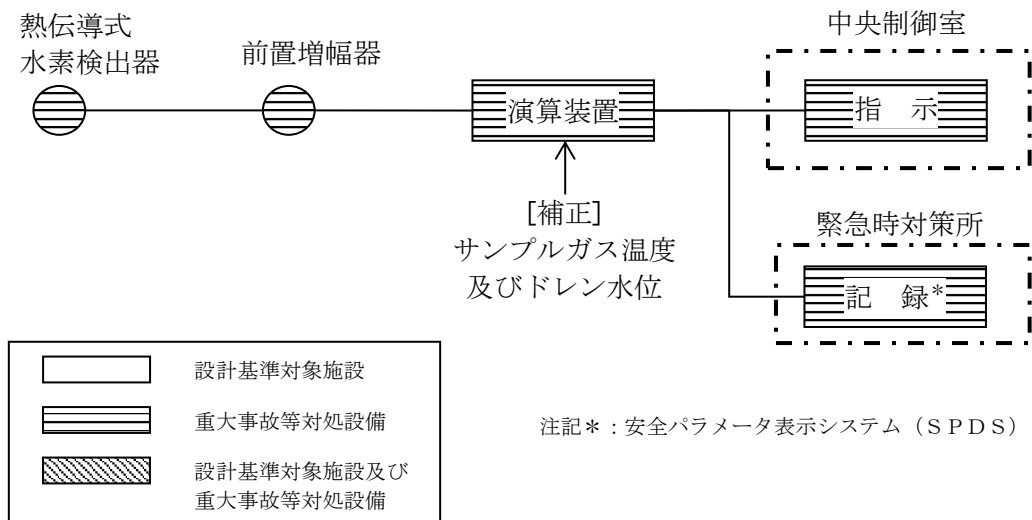 熱伝導式
水素検出器
前置増幅器
演算装置
[補正]
サンプルガス温度
及びドレン水位
中央制御室
指　示
緊急時対策所
記　録*
設計基準対象施設
重大事故等対処設備
設計基準対象施設及び
重大事故等対処設備
注記＊：安全パラメータ表示システム（ＳＰＤＳ）